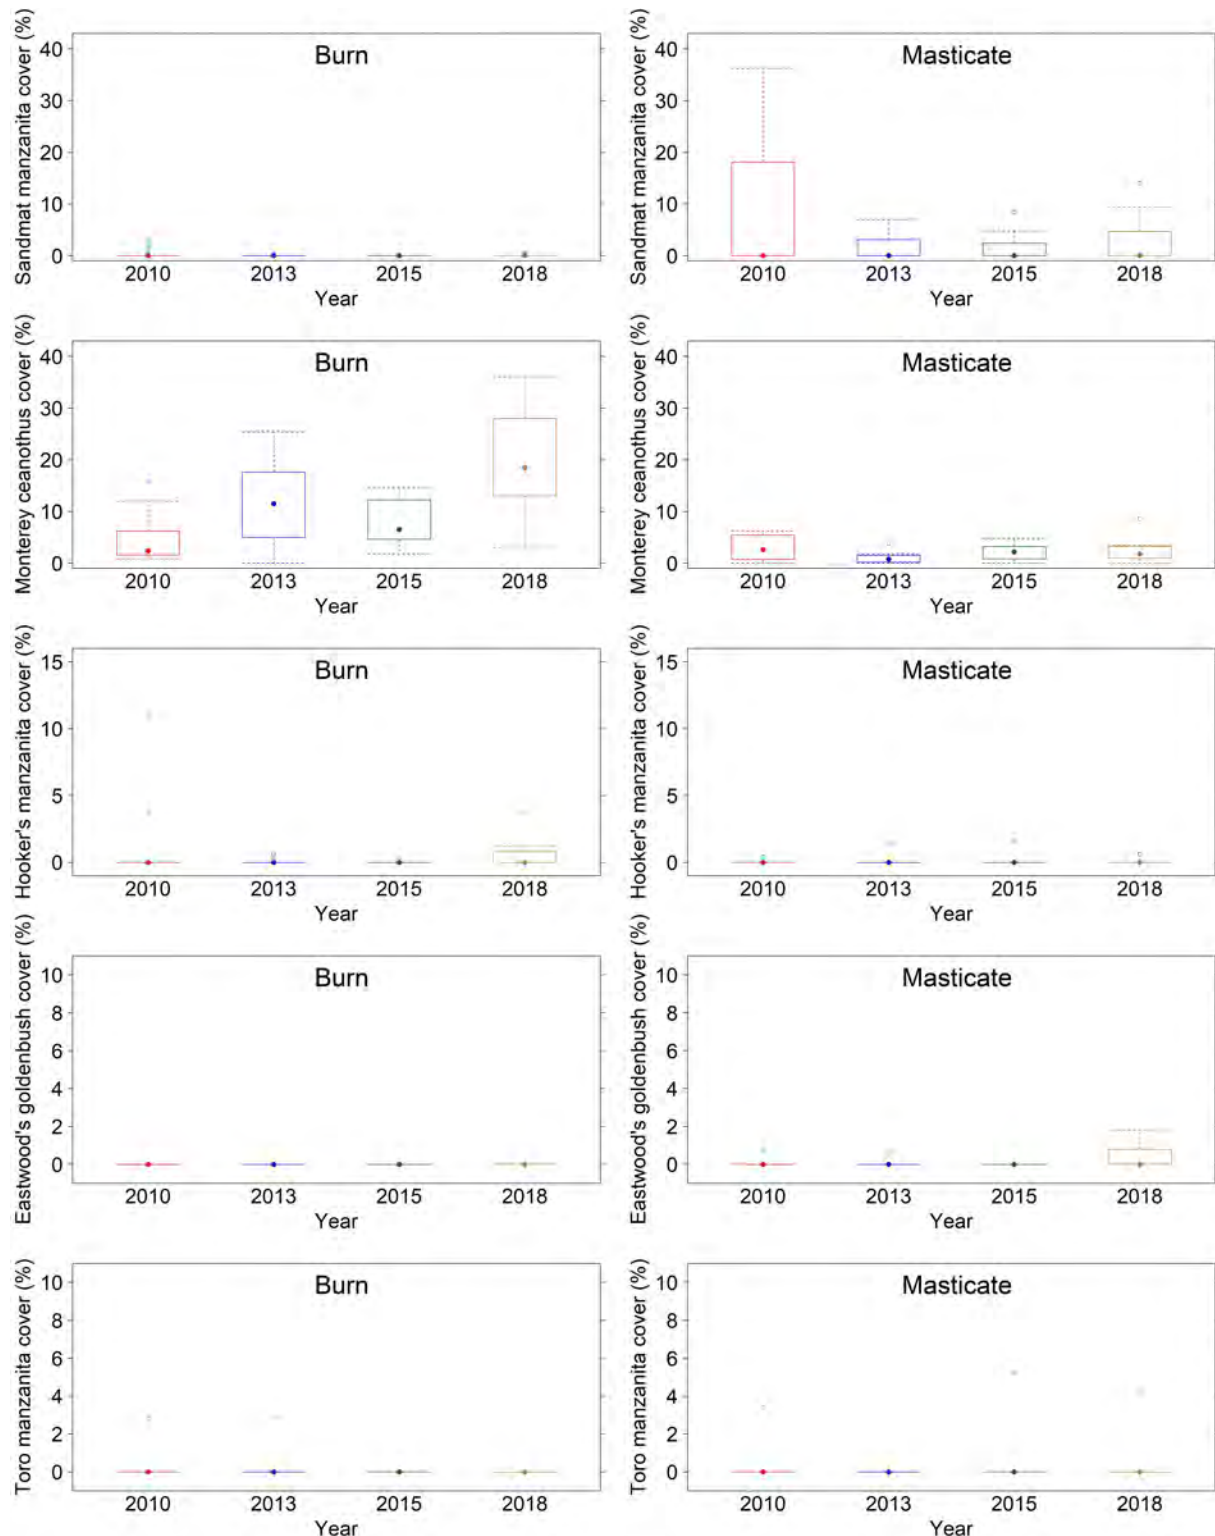 Sandmat manzanita cover (%)
Burn
40
30
20
10
0
2010 2013 2015 2018
Year
Sandmat manzanita cover (%)
Masticate
40
30
20
10
0
2010 2013 2015 2018
Year
Monterey ceanothus cover (%)
Burn
40
30
20
10
0
2010 2013 2015 2018
Year
Monterey ceanothus cover (%)
Masticate
40
30
20
10
0
2010 2013 2015 2018
Year
Hooker's manzanita cover (%)
Burn
15
10
5
0
2010 2013 2015 2018
Year
Hooker's manzanita cover (%)
Masticate
15
10
5
0
2010 2013 2015 2018
Year
Eastwood's goldenbush cover (%)
Burn
10
8
6
4
2
0
2010 2013 2015 2018
Year
Eastwood's goldenbush cover (%)
Masticate
10
8
6
4
2
0
2010 2013 2015 2018
Year
Toro manzanita cover (%)
Burn
10
8
6
4
2
0
2010 2013 2015 2018
Year
Toro manzanita cover (%)
Masticate
10
8
6
4
2
0
2010 2013 2015 2018
Year